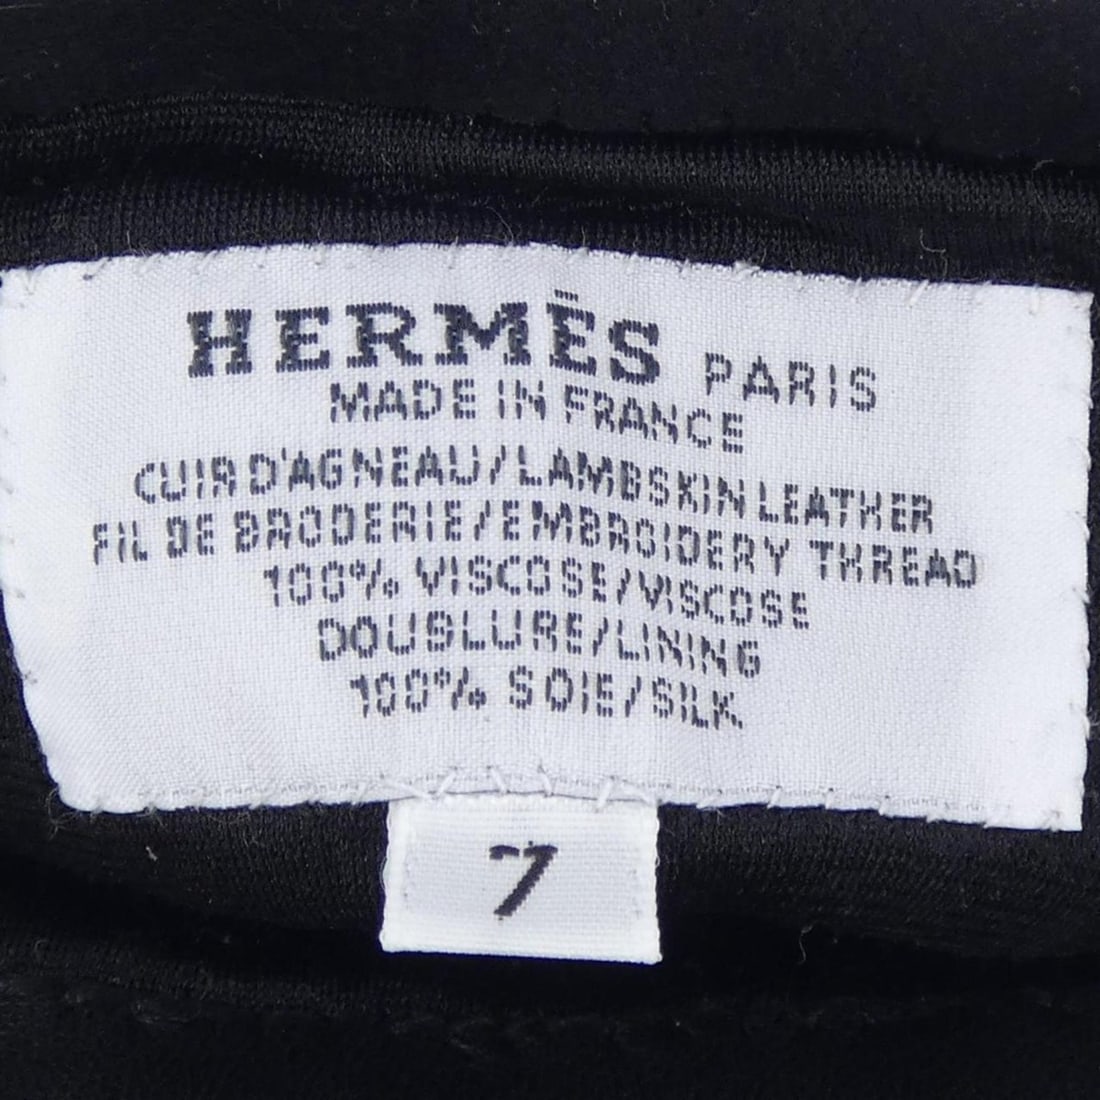 HERMÈS PARIS
MADE IN FRANCE
CUIR D'AGNEAU/LAMBSKIN LEATHER
FIL DE BRODERIE/EMBROIDERY THREAD
100% VISCOSE/VISCOSE
DOUBLURE/LINING
100% SOIE/SILK
7